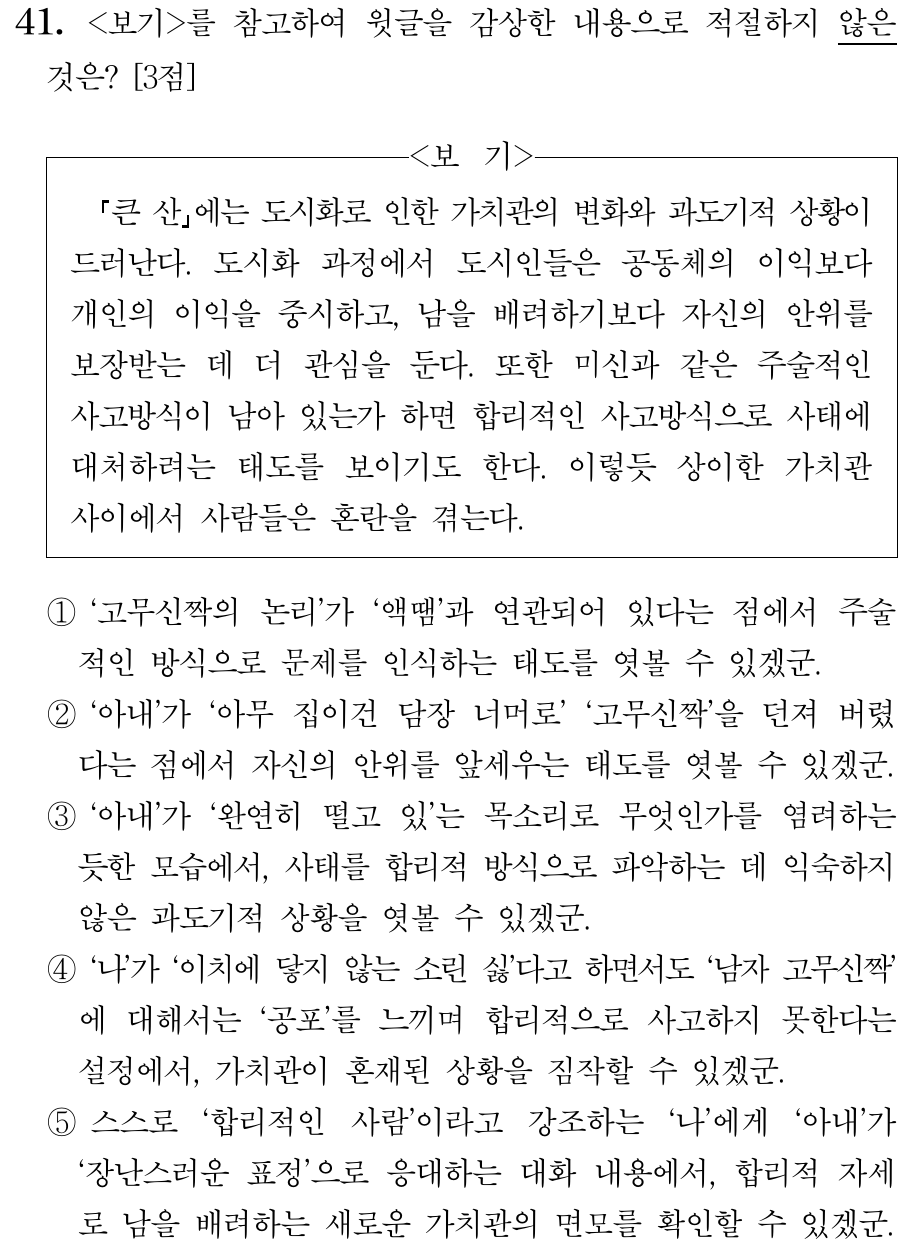 41. <보기>를 참고하여 윗글을 감상한 내용으로 적절하지 않은
것은? [3점]
<보 기>
「큰 산」에는 도시화로 인한 가치관의 변화와 과도기적 상황이
드러난다. 도시화 과정에서 도시인들은 공동체의 이익보다
개인의 이익을 중시하고, 남을 배려하기보다 자신의 안위를
보장받는 데 더 관심을 둔다. 또한 미신과 같은 주술적인
사고방식이 남아 있는가 하면 합리적인 사고방식으로 사태에
대처하려는 태도를 보이기도 한다. 이렇듯 상이한 가치관
사이에서 사람들은 혼란을 겪는다.
① ‘고무신짝의 논리’가 ‘액땜’과 연관되어 있다는 점에서 주술
적인 방식으로 문제를 인식하는 태도를 엿볼 수 있겠군.
② ‘아내’가 ‘아무 집이건 담장 너머로’ ‘고무신짝’을 던져 버렸
다는 점에서 자신의 안위를 앞세우는 태도를 엿볼 수 있겠군.
③ ‘아내’가 ‘완연히 떨고 있’는 목소리로 무엇인가를 염려하는
듯한 모습에서, 사태를 합리적 방식으로 파악하는 데 익숙하지
않은 과도기적 상황을 엿볼 수 있겠군.
④ ‘나’가 ‘이치에 닿지 않는 소린 싫’다고 하면서도 ‘남자 고무신짝’
에 대해서는 ‘공포’를 느끼며 합리적으로 사고하지 못한다는
설정에서, 가치관이 혼재된 상황을 짐작할 수 있겠군.
⑤ 스스로 ‘합리적인 사람’이라고 강조하는 ‘나’에게 ‘아내’가
‘장난스러운 표정’으로 응대하는 대화 내용에서, 합리적 자세
로 남을 배려하는 새로운 가치관의 면모를 확인할 수 있겠군.